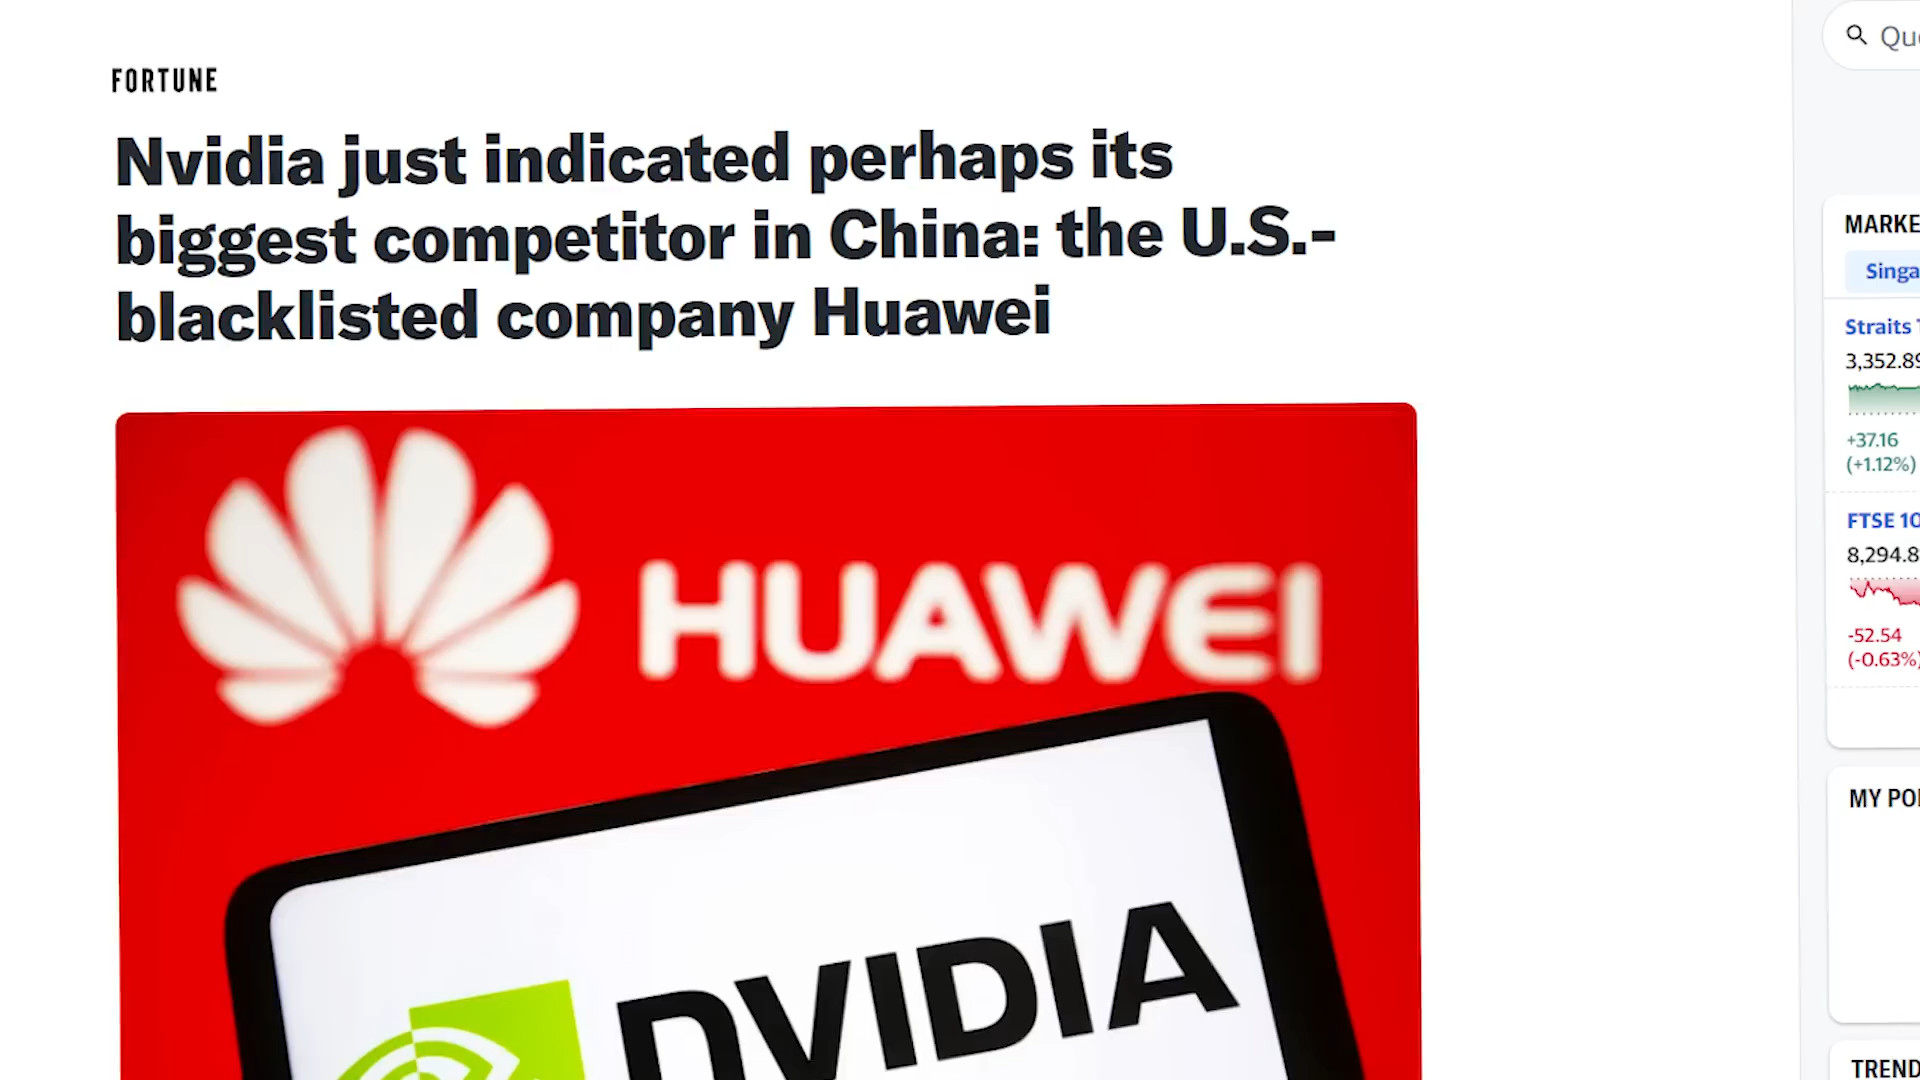 FORTUNE
Nvidia just indicated perhaps its
biggest competitor in China: the U.S.-
blacklisted company Huawei
HUAWEI
NVIDIA
Qu
MARKE
Singa
Straits
3,352.89
+37.16
(+1.12%)
FTSE 10
8,294.8
-52.54
(-0.63%)
MY PO
TREND